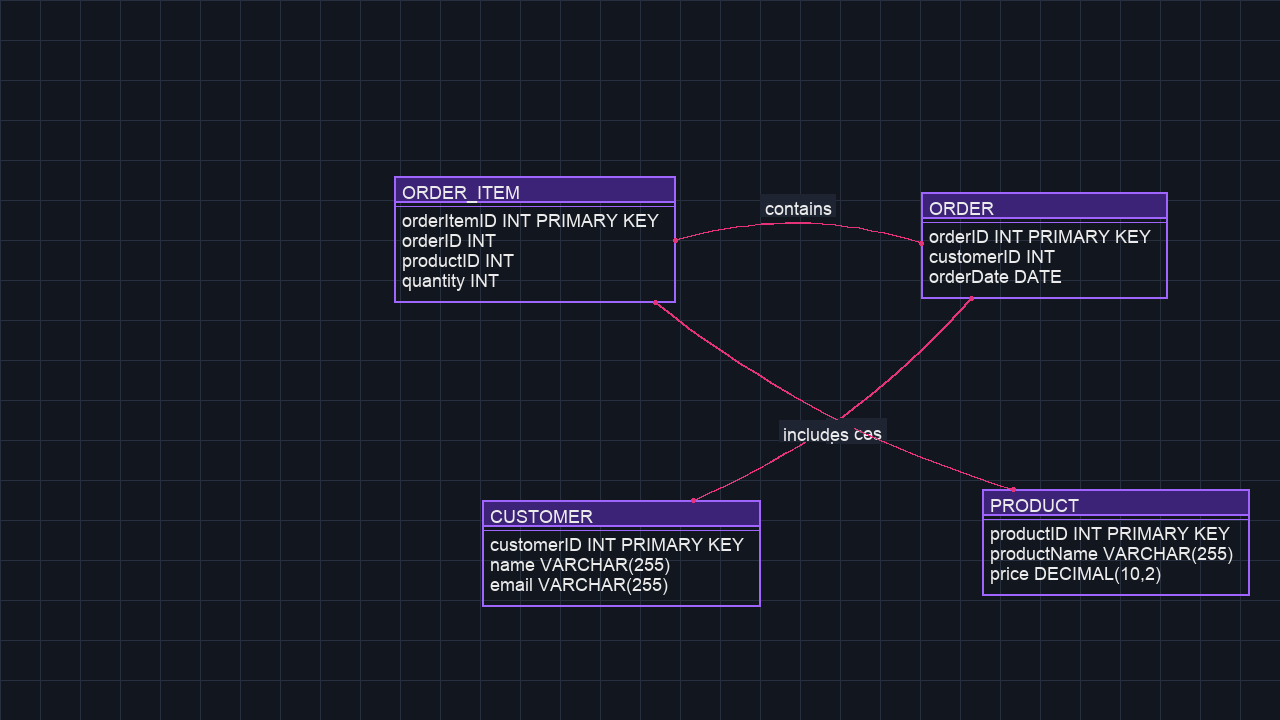 ORDER_ITEM
orderItemID INT PRIMARY KEY
orderID INT
productID INT
quantity INT
contains
ORDER
orderID INT PRIMARY KEY
customerID INT
orderDate DATE
includes
CUSTOMER
customerID INT PRIMARY KEY
name VARCHAR(255)
email VARCHAR(255)
PRODUCT
productID INT PRIMARY KEY
productName VARCHAR(255)
price DECIMAL(10,2)